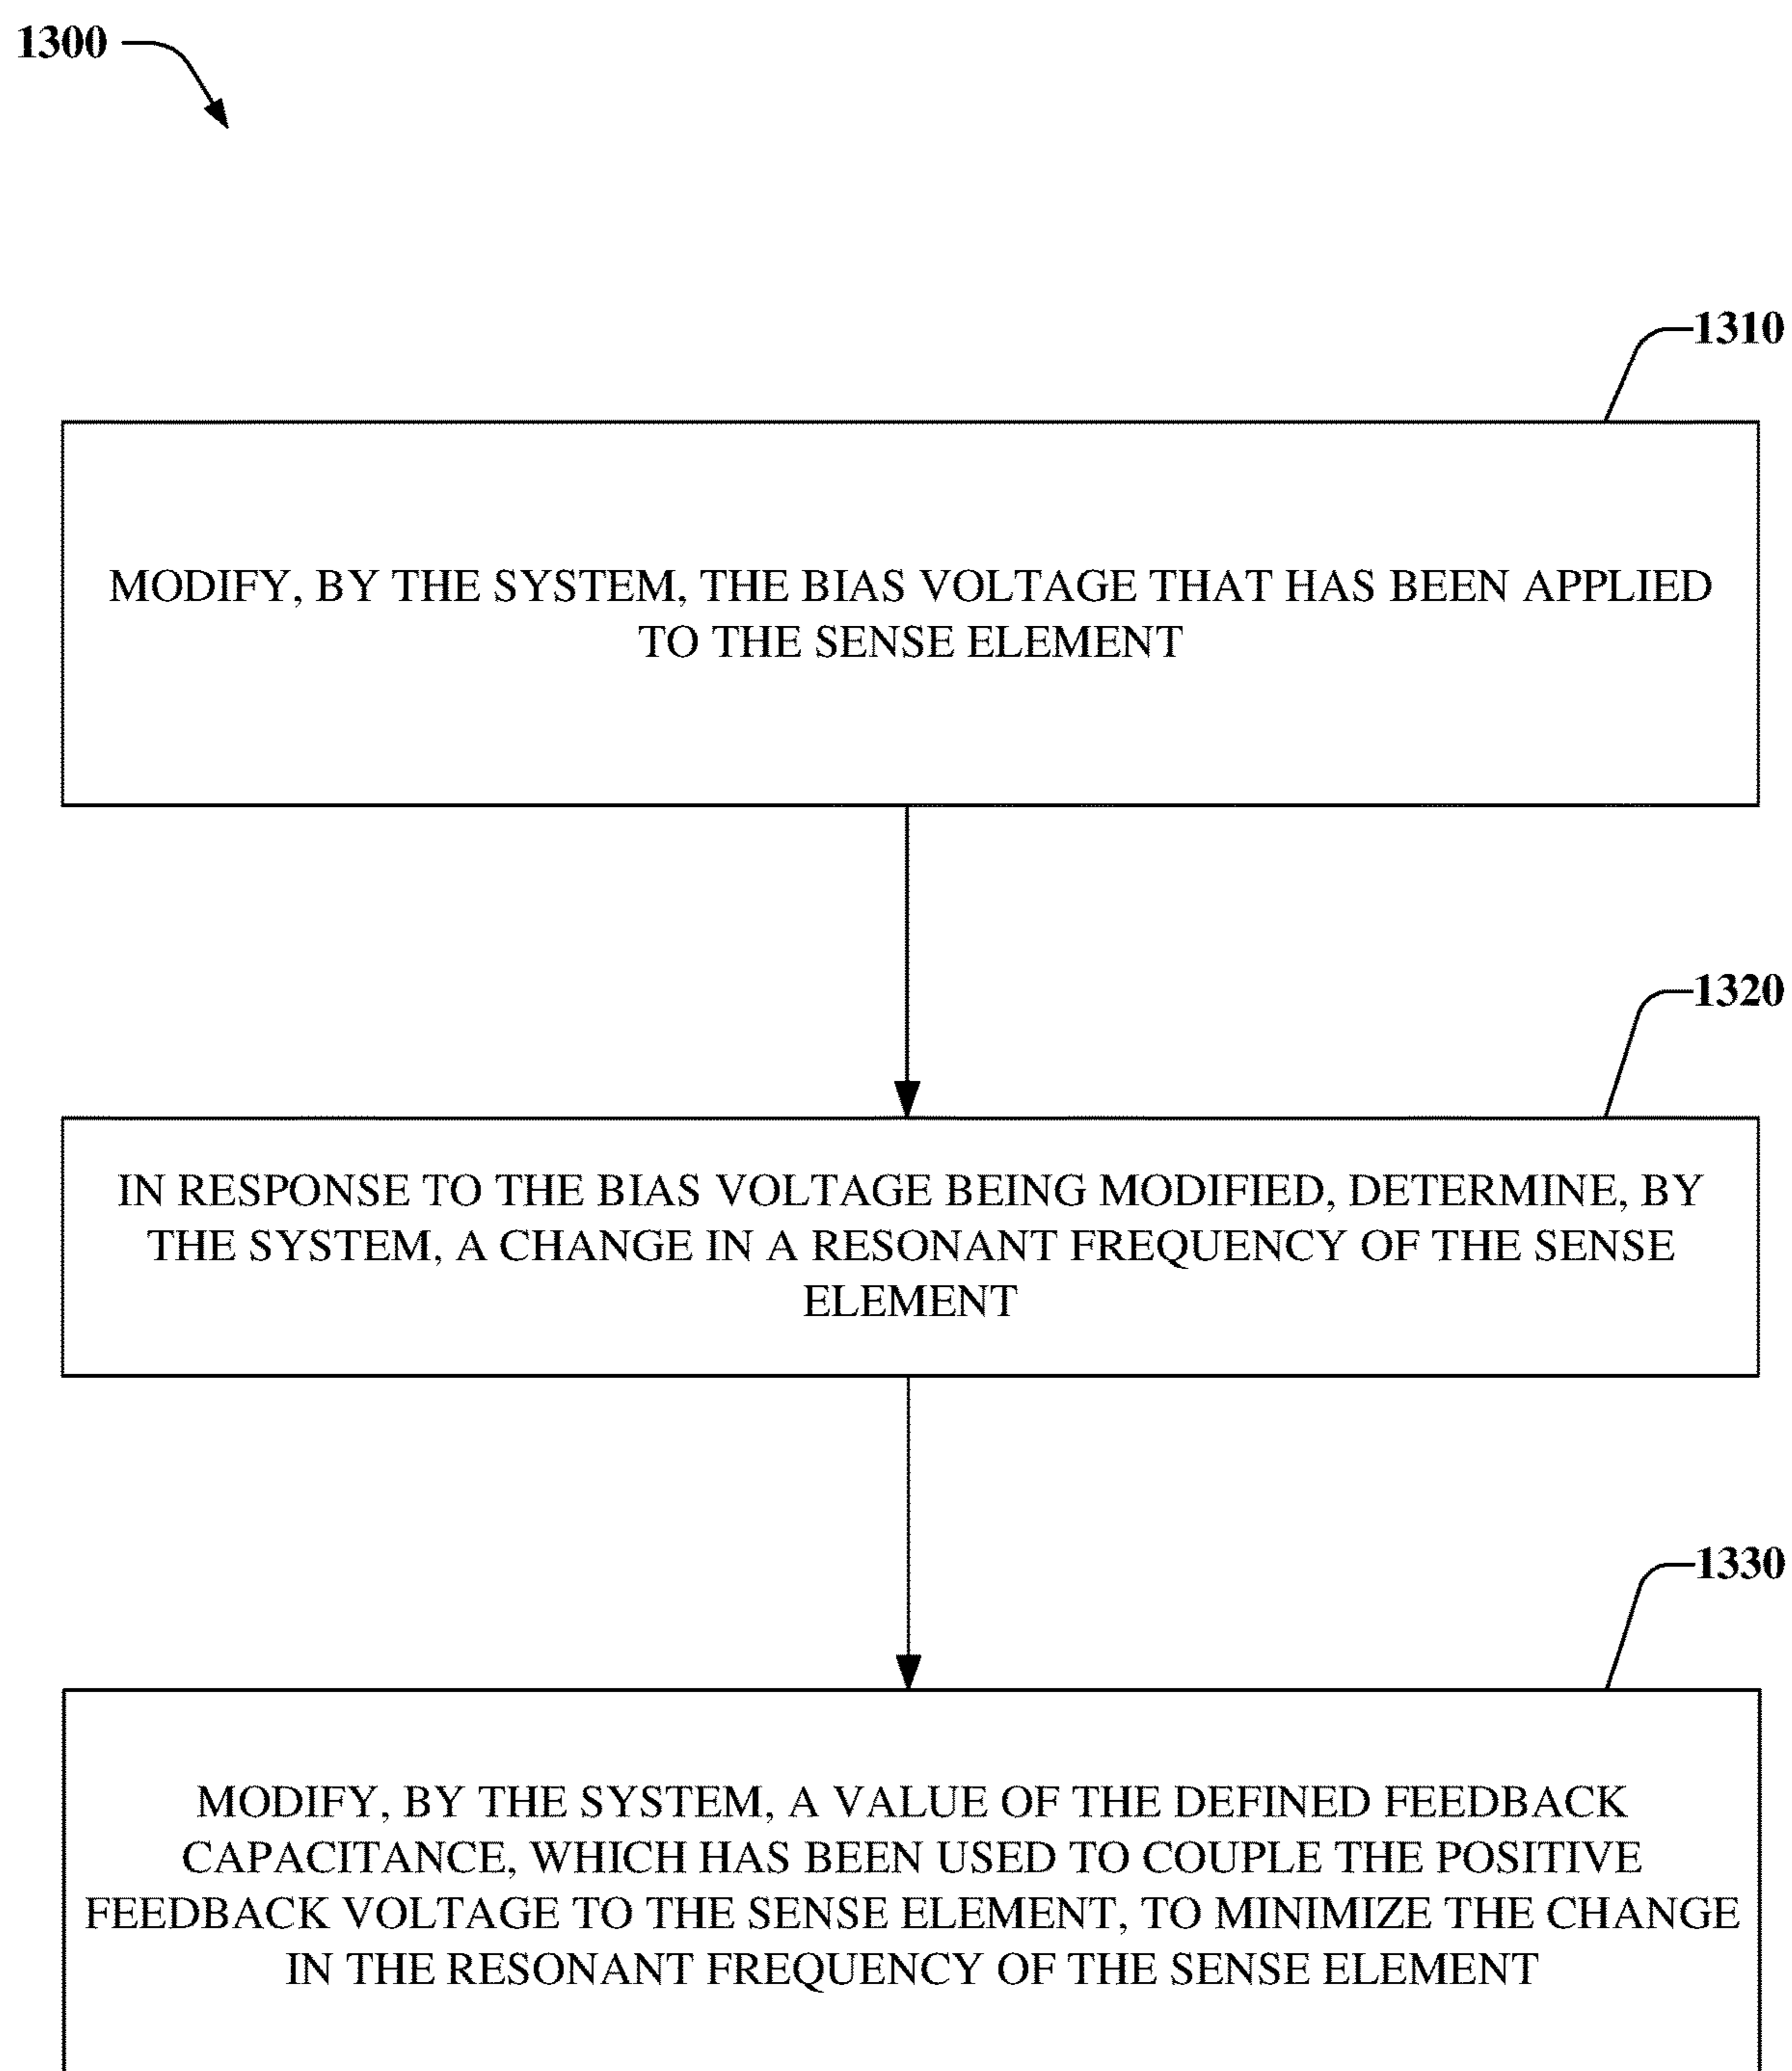 1300
1310
MODIFY, BY THE SYSTEM, THE BIAS VOLTAGE THAT HAS BEEN APPLIED
TO THE SENSE ELEMENT
1320
IN RESPONSE TO THE BIAS VOLTAGE BEING MODIFIED, DETERMINE, BY
THE SYSTEM, A CHANGE IN A RESONANT FREQUENCY OF THE SENSE
ELEMENT
1330
MODIFY, BY THE SYSTEM, A VALUE OF THE DEFINED FEEDBACK
CAPACITANCE, WHICH HAS BEEN USED TO COUPLE THE POSITIVE
FEEDBACK VOLTAGE TO THE SENSE ELEMENT, TO MINIMIZE THE CHANGE
IN THE RESONANT FREQUENCY OF THE SENSE ELEMENT